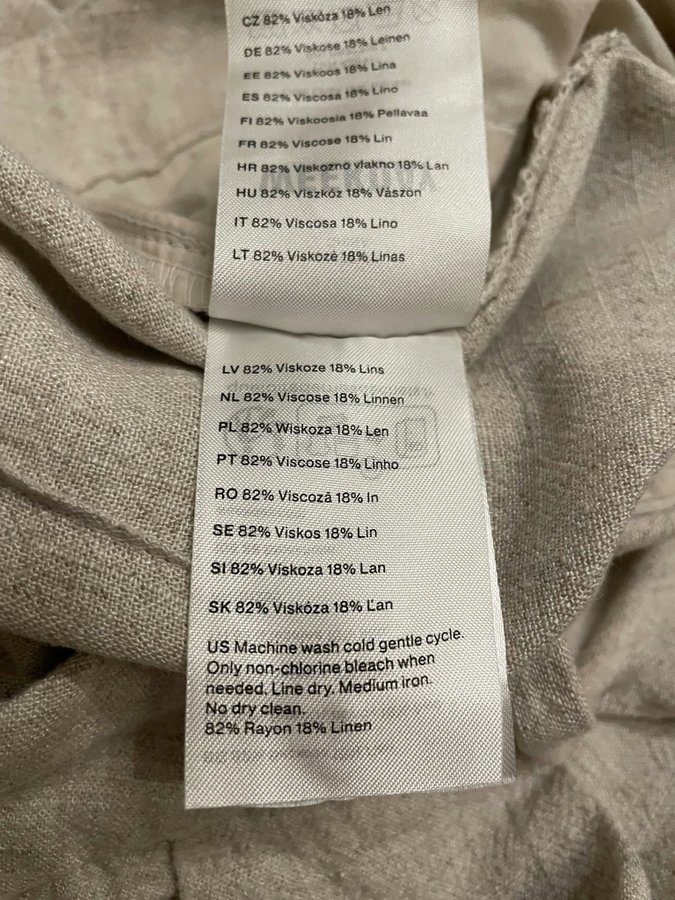 CZ 82% Viskóza 18% Len
DE 82% Viskose 18% Leinen
EE 82% Viskoos 18% Lina
ES 82% Viscosa 18% Lino
FI 82% Viskoosia 18% Pellavaa
FR 82% Viscose 18% Lin
HR 82% Viskozno vlakno 18% Lan
HU 82% Viszkóz 18% Vászon
IT 82% Viscosa 18% Lino
LT 82% Viskozė 18% Linas
LV 82% Viskoze 18% Lins
NL 82% Viscose 18% Linnen
PL 82% Wiskoza 18% Len
PT 82% Viscose 18% Linho
RO 82% Viscoză 18% In
SE 82% Viskos 18% Lin
SI 82% Viskoza 18% Lan
SK 82% Viskóza 18% Ľan
US Machine wash cold gentle cycle.
Only non-chlorine bleach when
needed. Line dry. Medium iron.
No dry clean.
82% Rayon 18% Linen